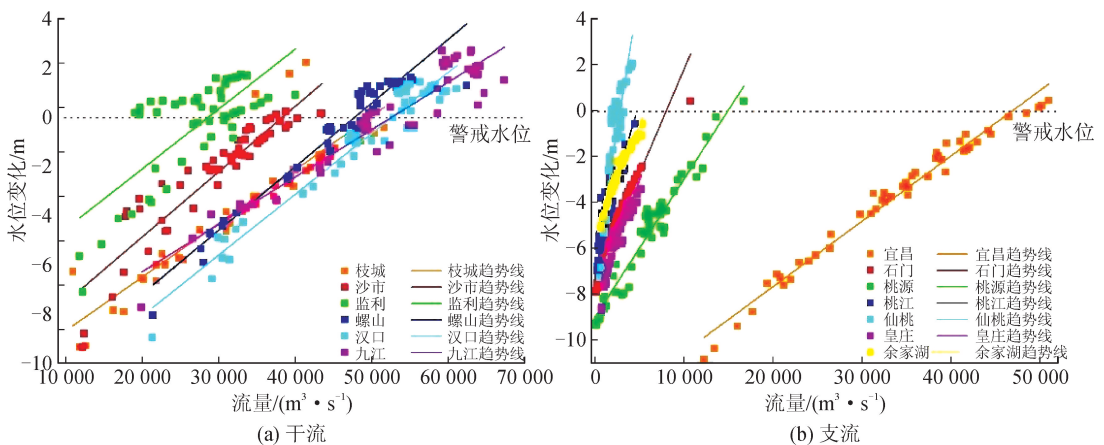 4
2
0
-2
-4
-6
-8
-10
水位变化/m
警戒水位
枝城 枝城趋势线
沙市 沙市趋势线
监利 监利趋势线
螺山 螺山趋势线
汉口 汉口趋势线
九江 九江趋势线
10 000 20 000 30 000 40 000 50 000 60 000 70 000
流量/(m³·s⁻¹)
(a) 干流
4
2
0
-2
-4
-6
-8
-10
水位变化/m
警戒水位
宜昌 宜昌趋势线
石门 石门趋势线
桃源 桃源趋势线
桃江 桃江趋势线
仙桃 仙桃趋势线
皇庄 皇庄趋势线
余家湖 余家湖趋势线
0 10 000 20 000 30 000 40 000 50 000
流量/(m³·s⁻¹)
(b) 支流